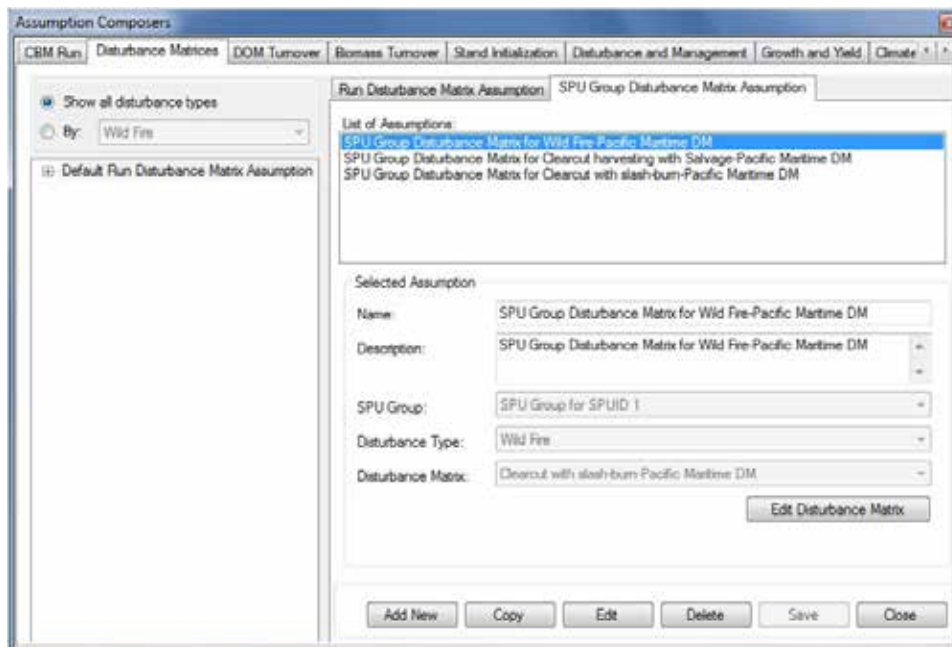 Assumption Composers
CBM Run Disturbance Matrices DOM Turnover Biomass Turnover Stand Initialization Disturbance and Management Growth and Yield Climate
Show all disturbance types
By: Wild Fire
Default Run Disturbance Matrix Assumption
Run Disturbance Matrix Assumption SPU Group Disturbance Matrix Assumption
List of Assumptions:
SPU Group Disturbance Matrix for Wild Fire-Pacific Maritime DM
SPU Group Disturbance Matrix for Clearcut harvesting with Salvage-Pacific Maritime DM
SPU Group Disturbance Matrix for Clearcut with slash-burn-Pacific Maritime DM
Selected Assumption
Name: SPU Group Disturbance Matrix for Wild Fire-Pacific Maritime DM
Description: SPU Group Disturbance Matrix for Wild Fire-Pacific Maritime DM
SPU Group: SPU Group for SPUID 1
Disturbance Type: Wild Fire
Disturbance Matrix: Clearcut with slash-burn-Pacific Maritime DM
Edit Disturbance Matrix
Add New Copy Edit Delete Save Close